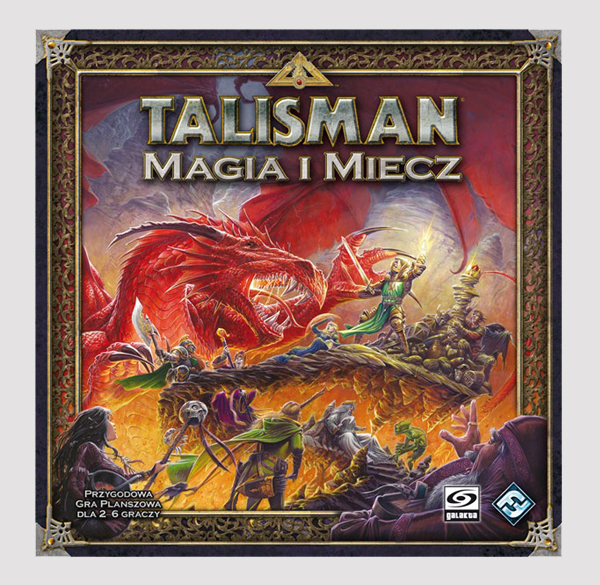 TALISMAN
MAGIA I MIECZ
PRZYGODOWA
GRA PLANSZOWA
DLA 2-6 GRACZY
galakta